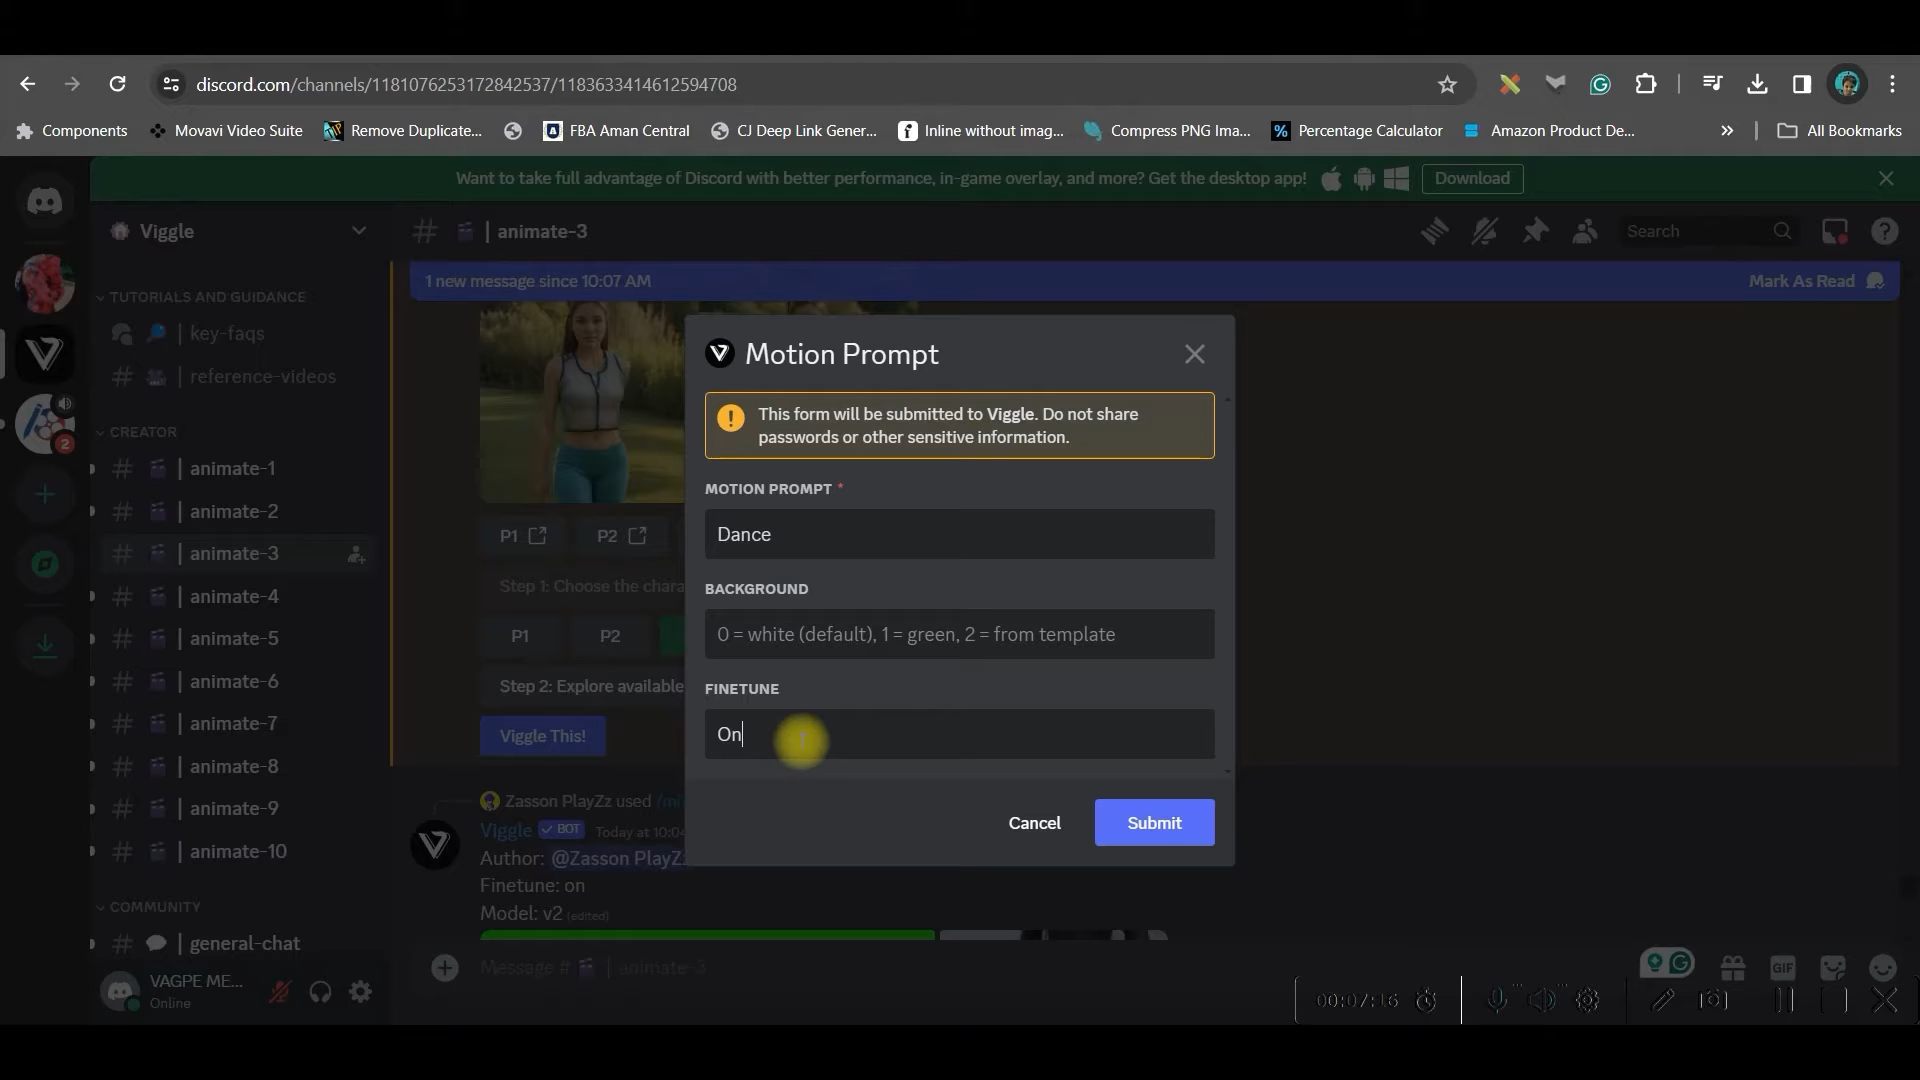 discord.com/channels/1181076253172842537/1183633414612594708
Components
Movavi Video Suite
Remove Duplicate...
FBA Aman Central
CJ Deep Link Gener...
Inline without imag...
Compress PNG Ima...
Percentage Calculator
Amazon Product De...
»
All Bookmarks
Want to take full advantage of Discord with better performance, in-game overlay, and more? Get the desktop app!
Download
Viggle
# | animate-3
Search
1 new message since 10:07 AM
Mark As Read
TUTORIALS AND GUIDANCE
| key-faqs
# | reference-videos
CREATOR
# | animate-1
# | animate-2
# | animate-3
# | animate-4
# | animate-5
# | animate-6
# | animate-7
# | animate-8
# | animate-9
# | animate-10
COMMUNITY
# | general-chat
2
VAGPE ME...
Online
P1
P2
Step 1: Choose the chara
P1
P2
Step 2: Explore available
Viggle This!
Motion Prompt
This form will be submitted to Viggle. Do not share
passwords or other sensitive information.
MOTION PROMPT *
Dance
BACKGROUND
0 = white (default), 1 = green, 2 = from template
FINETUNE
On
Cancel
Submit
Zasson PlayZz used /mi
Viggle ✓ BOT Today at 10:04
Author: @Zasson PlayZ
Finetune: on
Model: v2 (edited)
Message # | animate-3
GIF
00:07:16